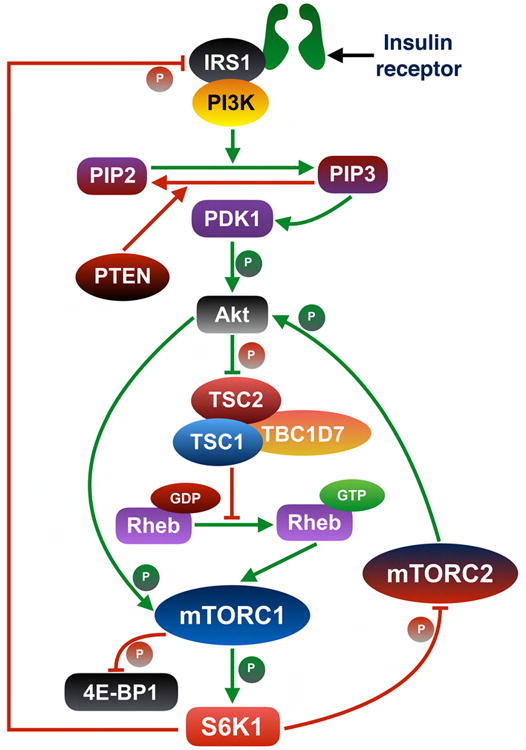 Insulin
receptor
IRS1
P
PI3K
PIP2
PIP3
PDK1
PTEN
P
Akt
P
P
TSC2
TSC1
TBC1D7
GDP
GTP
Rheb
Rheb
mTORC2
P
mTORC1
P
P
P
4E-BP1
S6K1